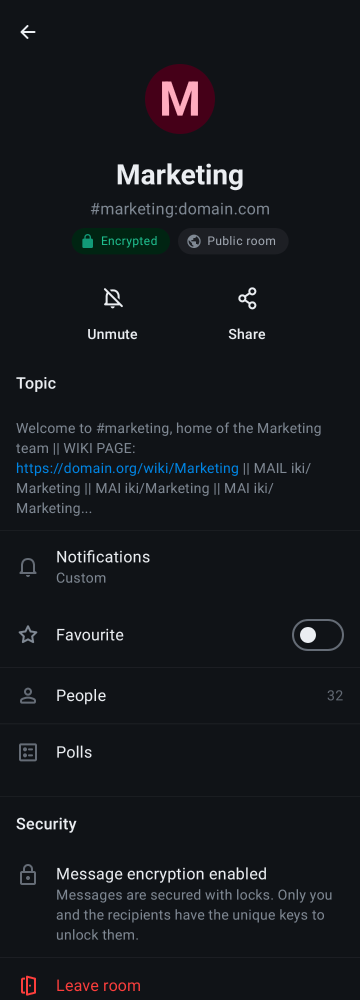 M
Marketing
#marketing:domain.com
Encrypted
Public room
Unmute
Share
Topic
Welcome to #marketing, home of the Marketing
team || WIKI PAGE:
https://domain.org/wiki/Marketing || MAIL iki/
Marketing || MAI iki/Marketing || MAI iki/
Marketing...
Notifications
Custom
Favourite
People 32
Polls
Security
Message encryption enabled
Messages are secured with locks. Only you
and the recipients have the unique keys to
unlock them.
Leave room